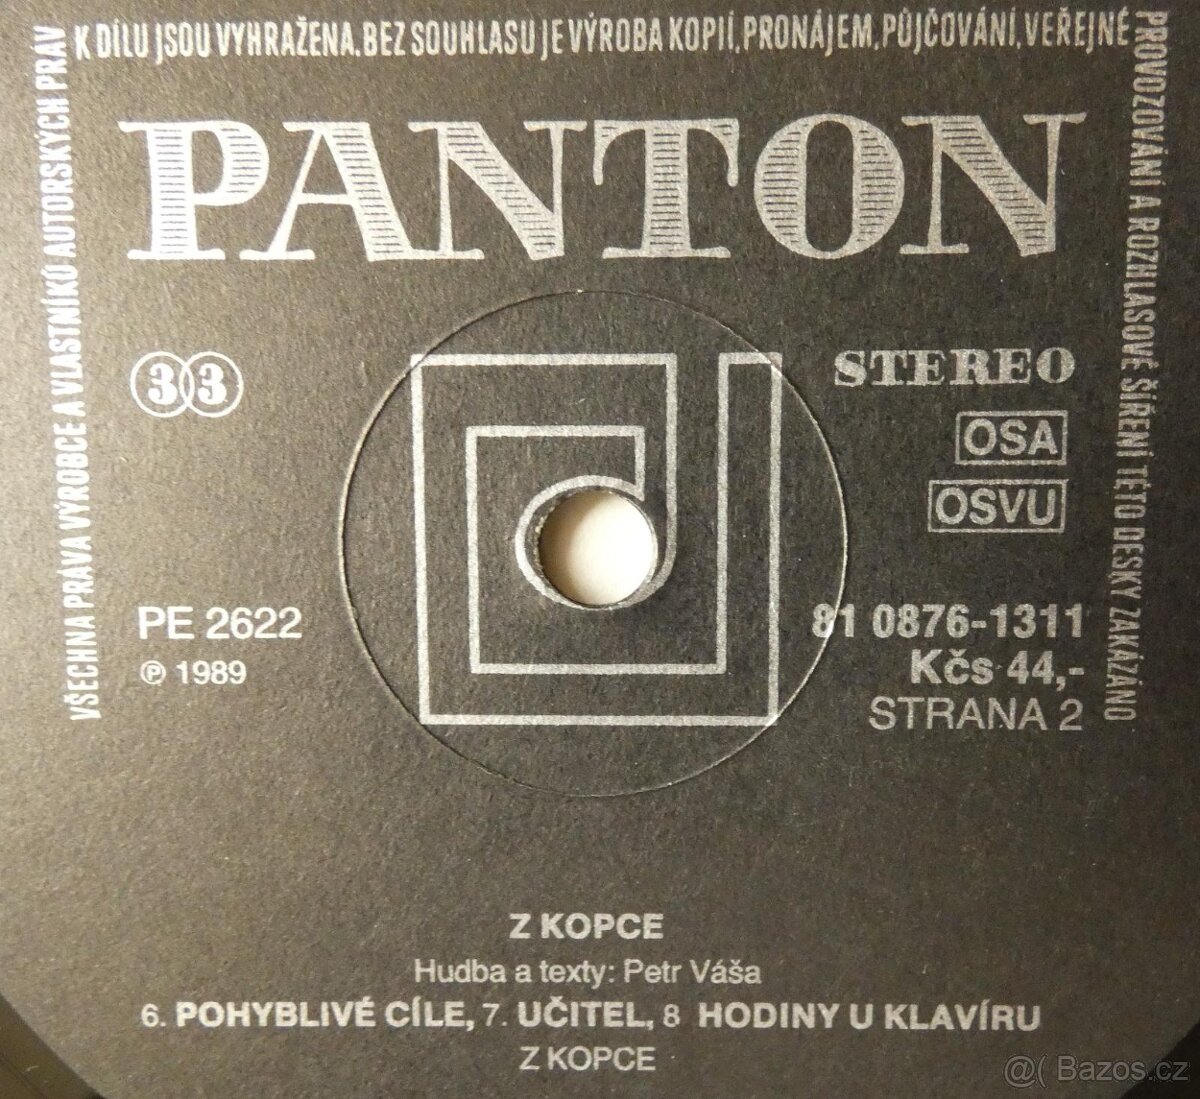 VŠECHNA PRÁVA VÝROBCE A VLASTNÍKŮ AUTORSKÝCH PRÁV
K DÍLU JSOU VYHRAŽENA. BEZ SOUHLASU JE VÝROBA KOPIÍ, PRONÁJEM, PŮJČOVÁNÍ, VEŘEJNÉ
PROVOZOVÁNÍ A ROZHLASOVÉ ŠÍŘENÍ TÉTO DESKY ZAKÁZÁNO
PANTON
33
STEREO
OSA
OSVU
PE 2622
℗ 1989
81 0876-1311
Kčs 44,-
STRANA 2
Z KOPCE
Hudba a texty: Petr Váša
6. POHYBLIVÉ CÍLE, 7. UČITEL, 8 HODINY U KLAVÍRU
Z KOPCE
@( Bazos.cz